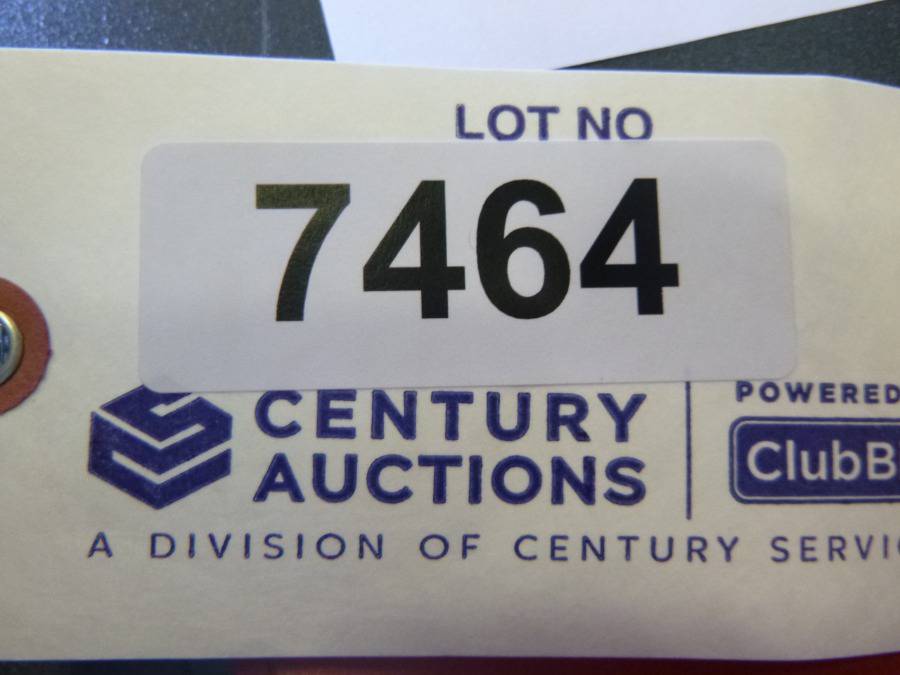 LOT NO
7464
CENTURY
AUCTIONS
POWERED
A DIVISION OF CENTURY